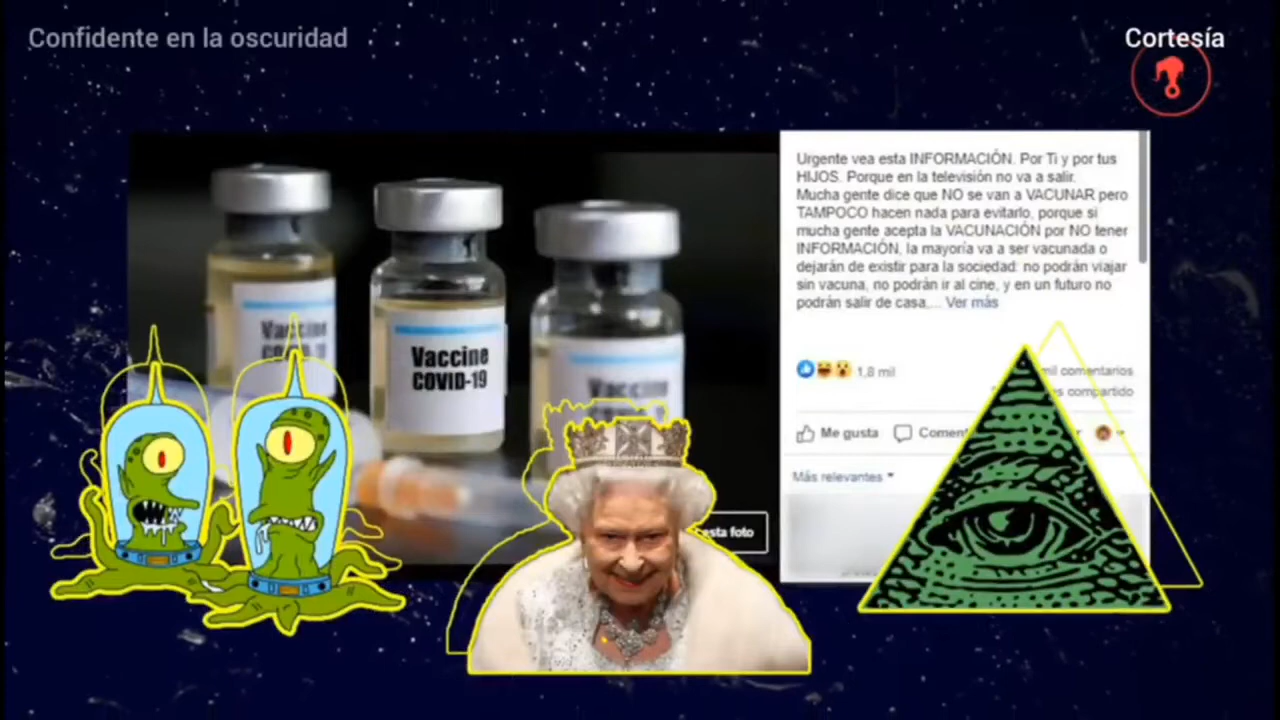 Confidente en la oscuridad
Cortesía
Urgente vea esta INFORMACIÓN. Por Ti y por tus
HIJOS. Porque en la televisión no va a salir.
Mucha gente dice que NO se van a VACUNAR pero
TAMPOCO hacen nada para evitarlo, porque si
mucha gente acepta la VACUNACIÓN por NO tener
INFORMACIÓN, la mayoría va a ser vacunada o
dejarán de existir para la sociedad: no podrán viajar
sin vacuna, no podrán ir al cine, y en un futuro no
podrán salir de casa,... Ver más
1,8 mil
mil comentarios
compartido
Me gusta
Más relevantes
esta foto
Vaccine
COVID-19
Vaccine
COVID-19
Vaccine